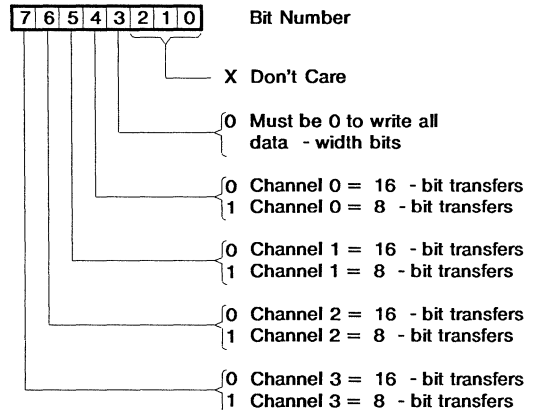 7 6 5 4 3 2 1 0 Bit Number
X Don't Care
0 Must be 0 to write all
data - width bits
0 Channel 0 = 16 - bit transfers
1 Channel 0 = 8 - bit transfers
0 Channel 1 = 16 - bit transfers
1 Channel 1 = 8 - bit transfers
0 Channel 2 = 16 - bit transfers
1 Channel 2 = 8 - bit transfers
0 Channel 3 = 16 - bit transfers
1 Channel 3 = 8 - bit transfers